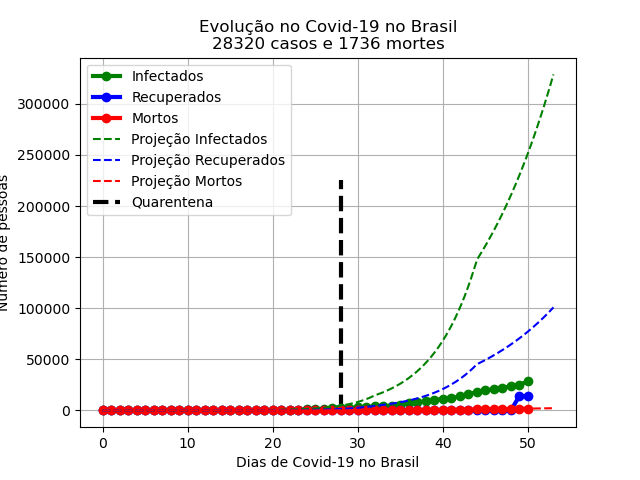 Evolução no Covid-19 no Brasil
28320 casos e 1736 mortes
Infectados
Recuperados
Mortos
Projeção Infectados
Projeção Recuperados
Projeção Mortos
Quarentena
Número de pessoas
300000
250000
200000
150000
100000
50000
0
0 10 20 30 40 50
Dias de Covid-19 no Brasil